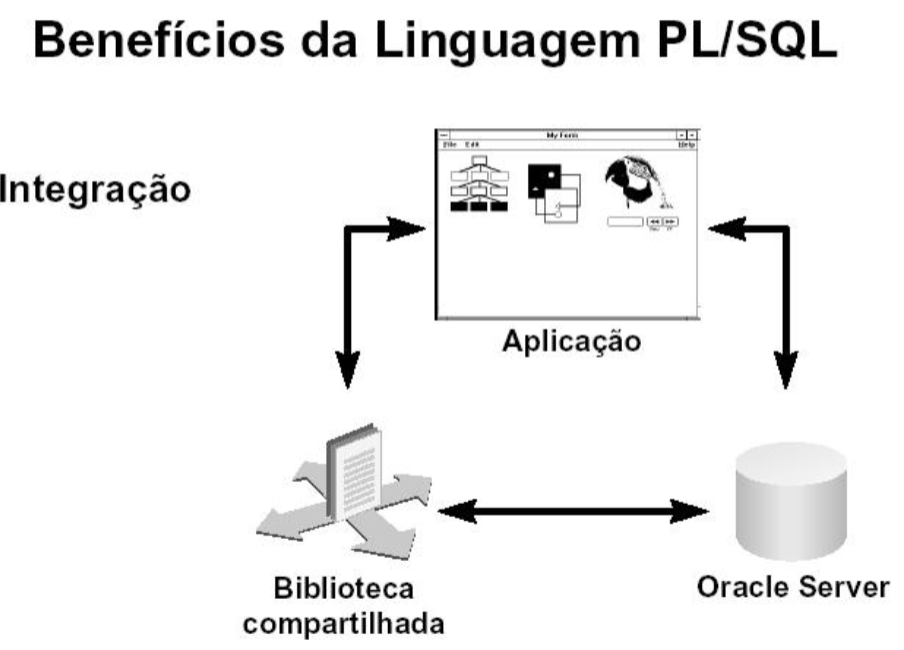 Benefícios da Linguagem PL/SQL
Integração
My Form
File Edit Help
Aplicação
Biblioteca
compartilhada
Oracle Server